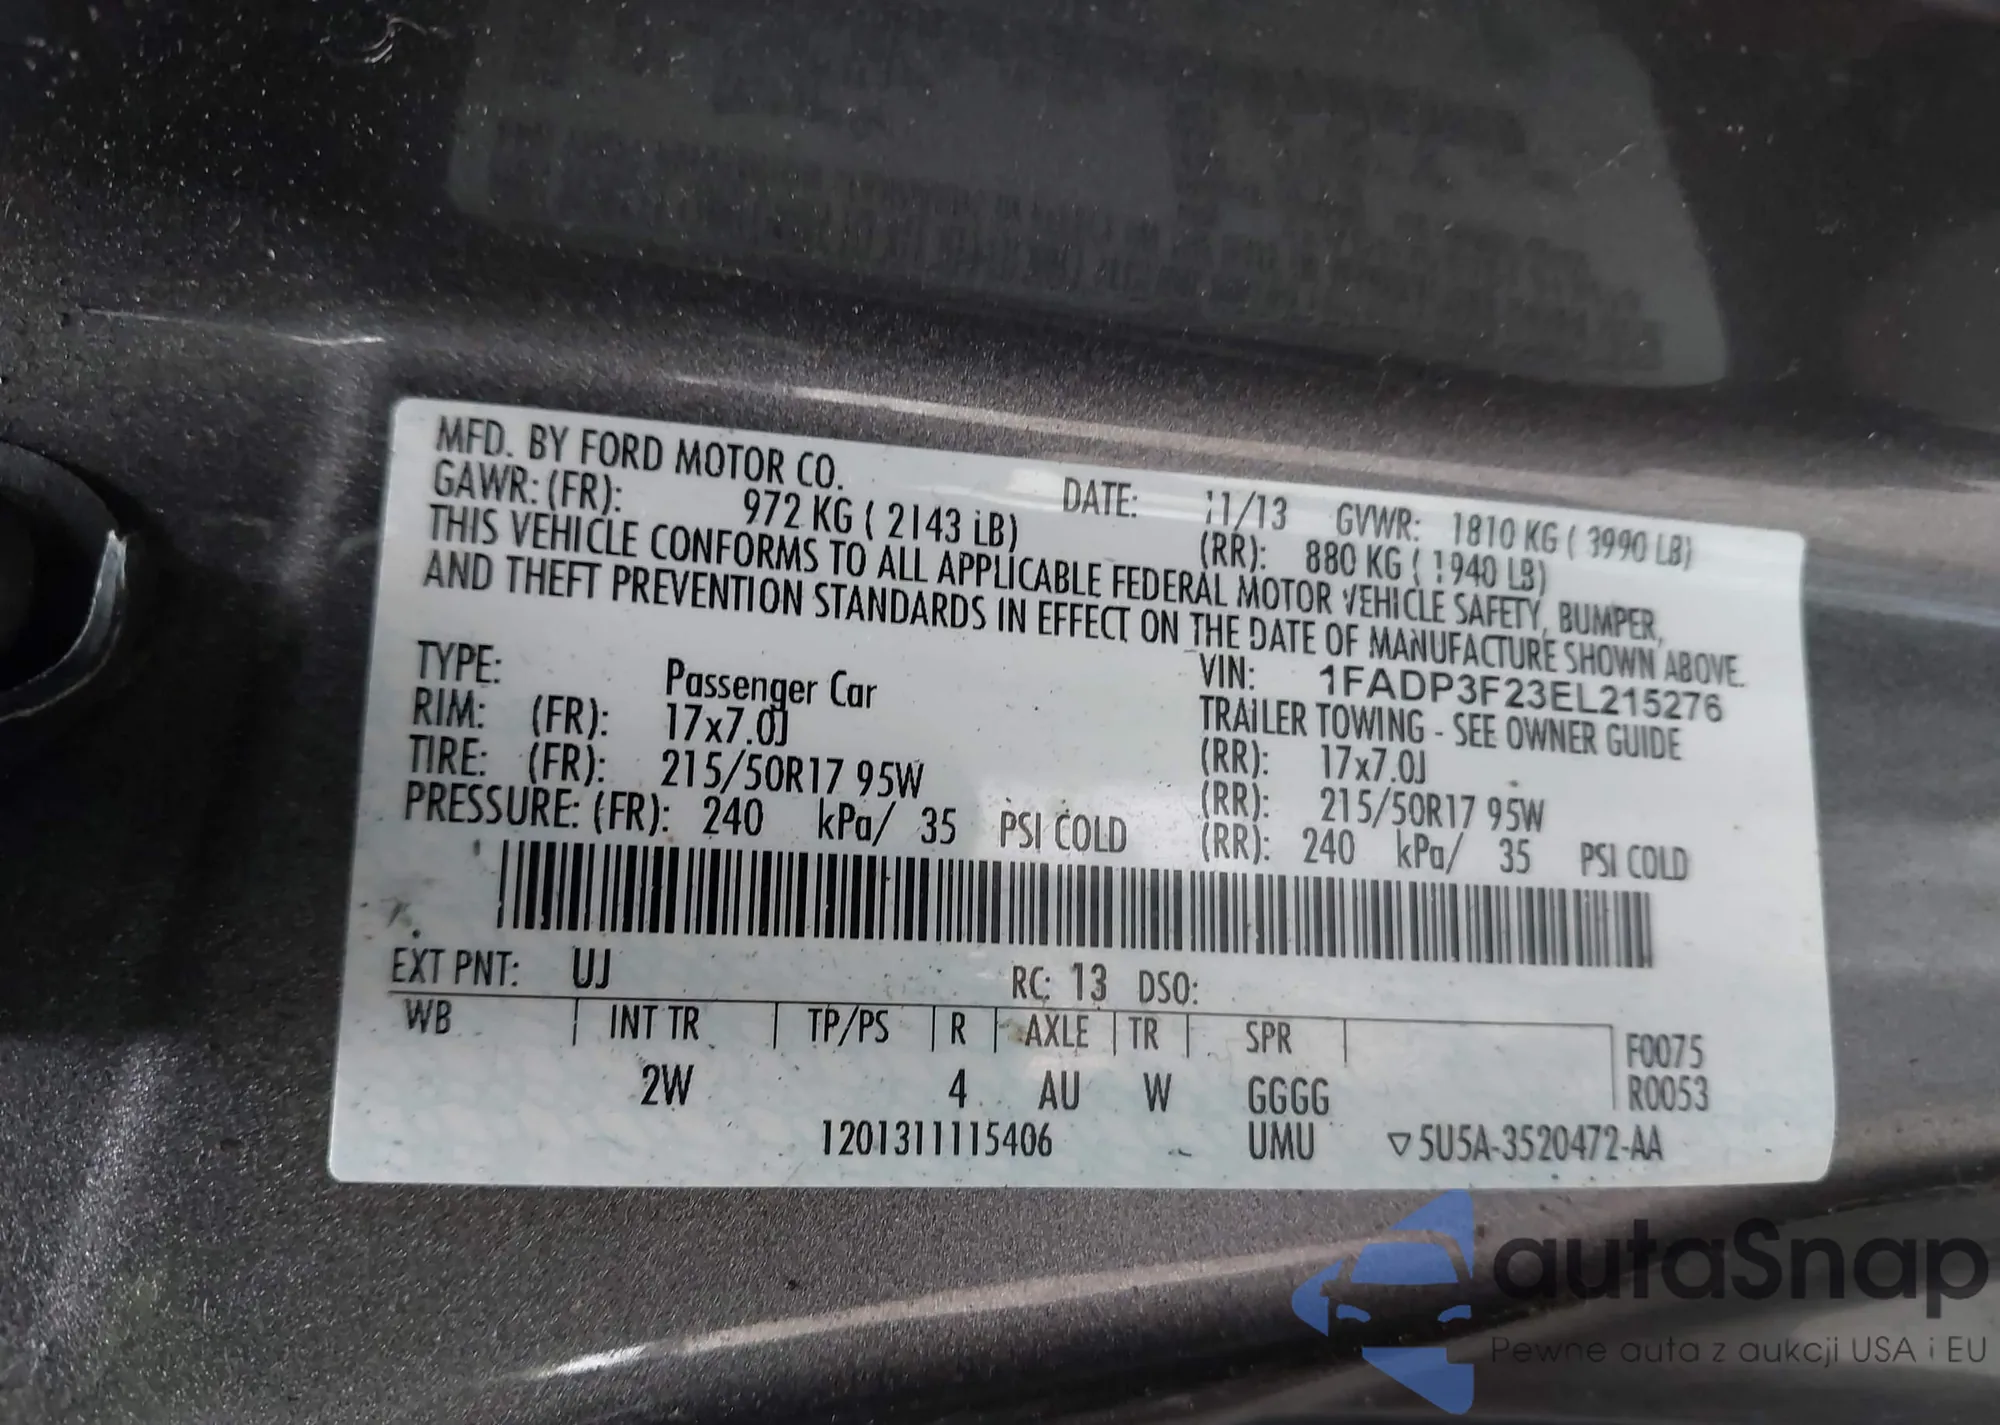 MFD. BY FORD MOTOR CO.
DATE: 11/13 GVWR: 1810 KG ( 3990 LB)
GAWR: (FR): 972 KG ( 2143 LB) (RR): 880 KG ( 1940 LB)
THIS VEHICLE CONFORMS TO ALL APPLICABLE FEDERAL MOTOR VEHICLE SAFETY, BUMPER,
AND THEFT PREVENTION STANDARDS IN EFFECT ON THE DATE OF MANUFACTURE SHOWN ABOVE.
VIN: 1FADP3F23EL215276
TYPE: Passenger Car TRAILER TOWING - SEE OWNER GUIDE
RIM: (FR): 17x7.0J (RR): 17x7.0J
TIRE: (FR): 215/50R17 95W (RR): 215/50R17 95W
PRESSURE: (FR): 240 kPa/ 35 PSI COLD (RR): 240 kPa/ 35 PSI COLD
EXT PNT: UJ RC: 13 DSO:
WB | INT TR | TP/PS | R | AXLE | TR | SPR | F0075
2W 4 AU W GGGG R0053
1201311115406 UMU ▽5U5A-3520472-AA
autaSnap
Pewne auta z aukcji USA i EU